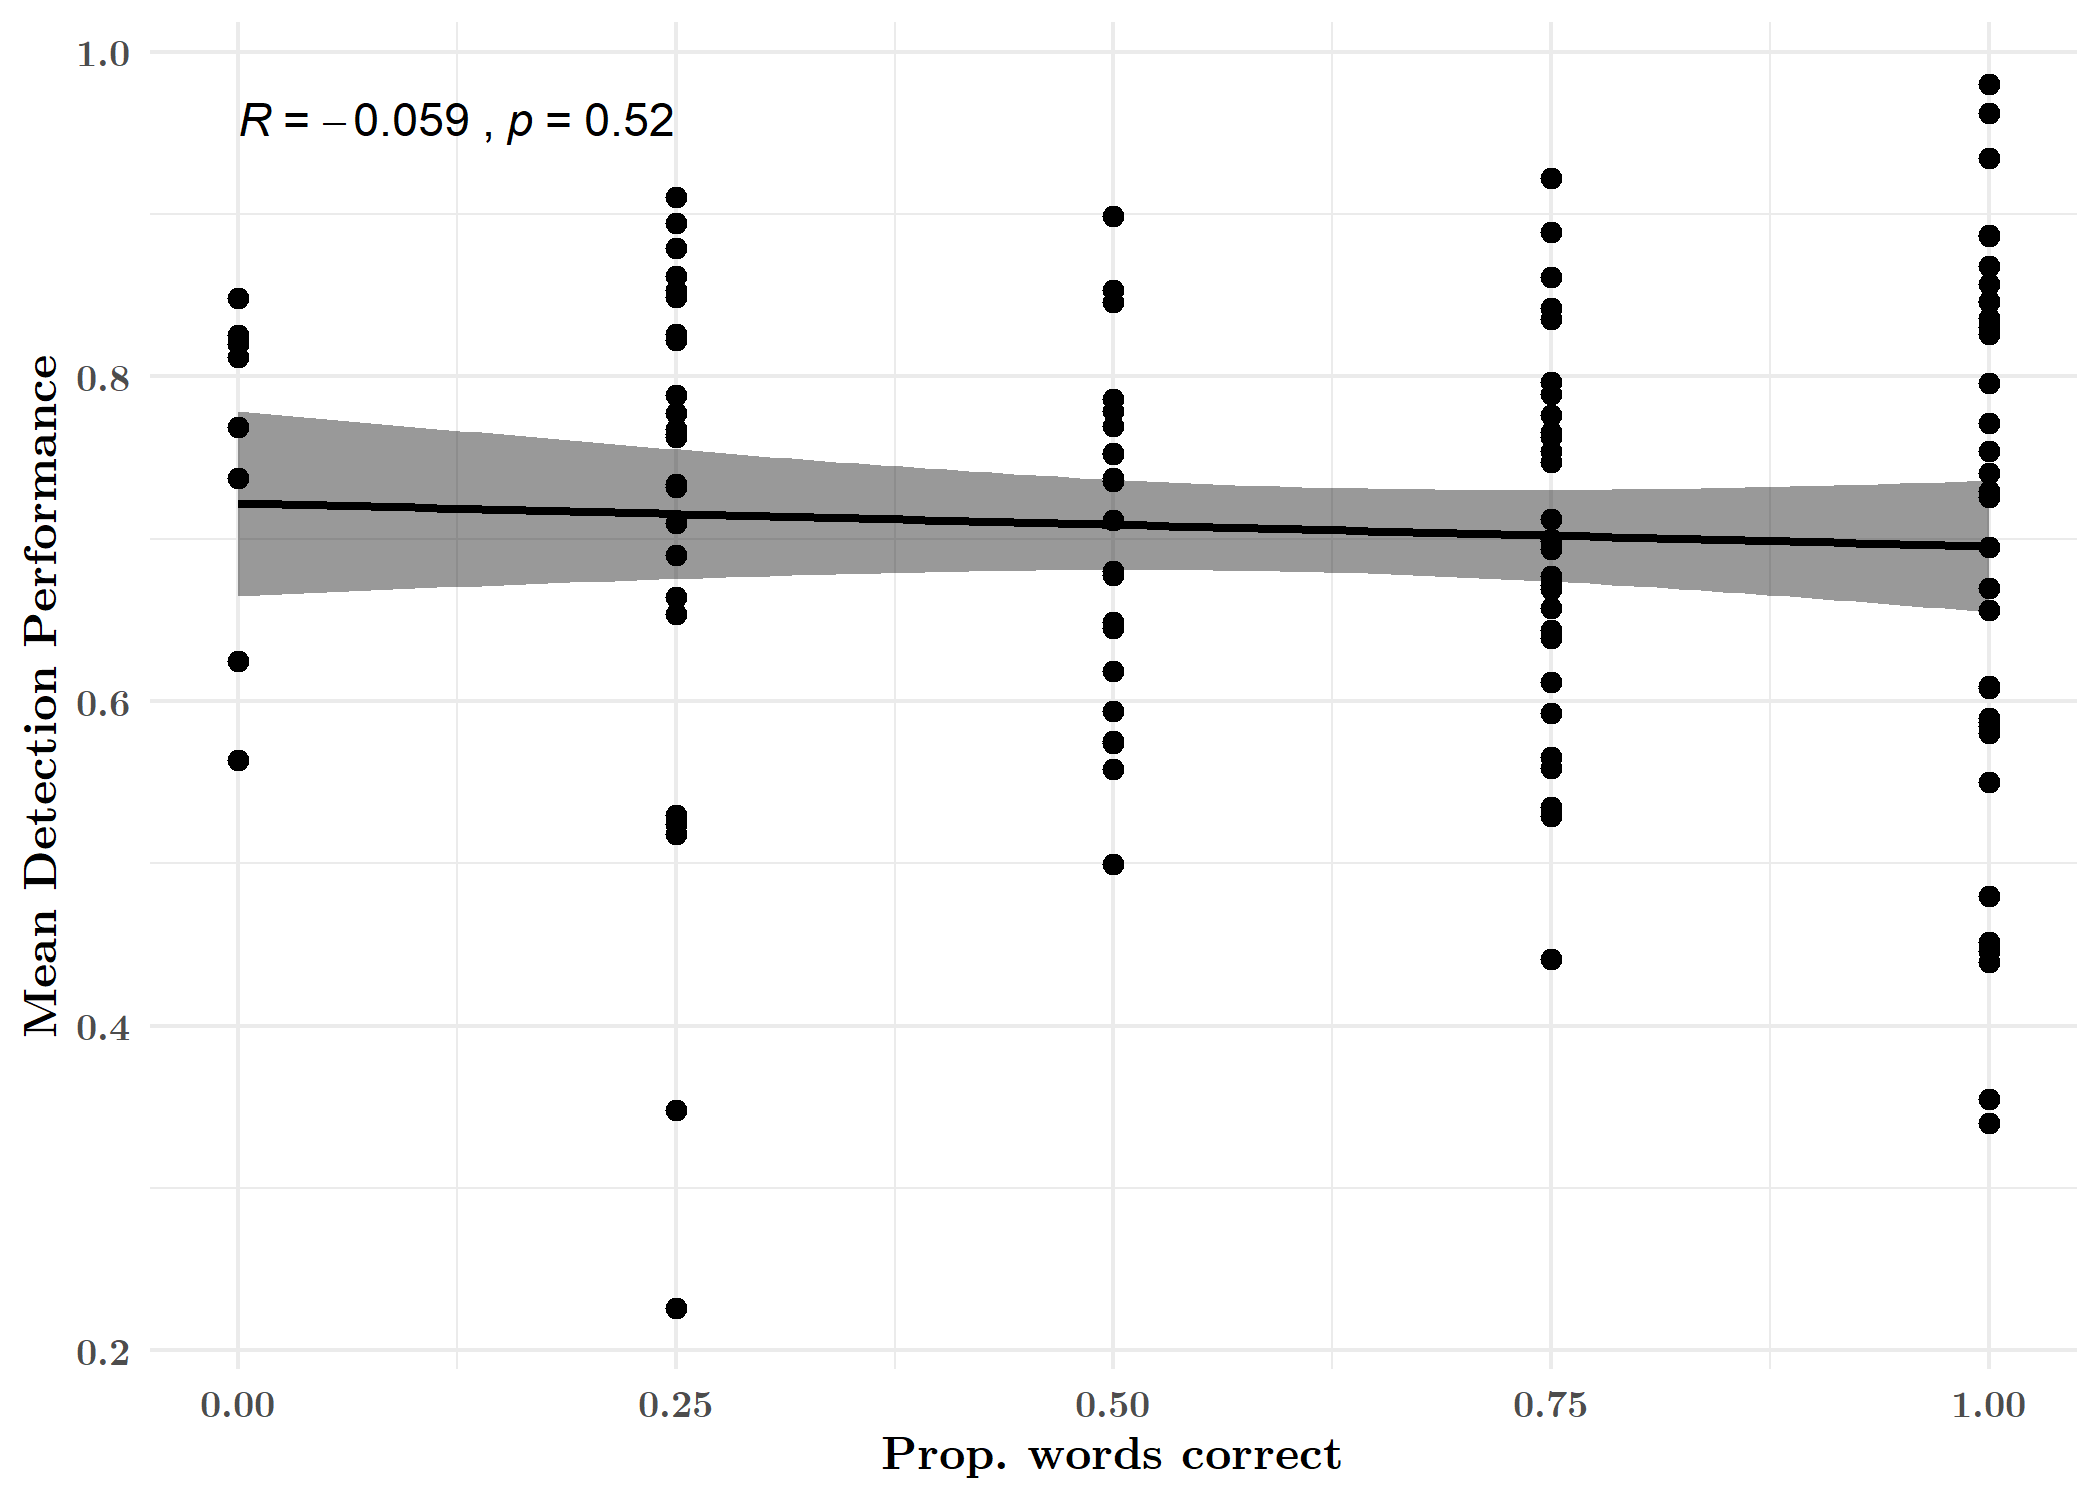 1.0
R = −0.059 , p = 0.52
0.8
0.6
0.4
0.2
Mean Detection Performance
0.00 0.25 0.50 0.75 1.00
Prop. words correct